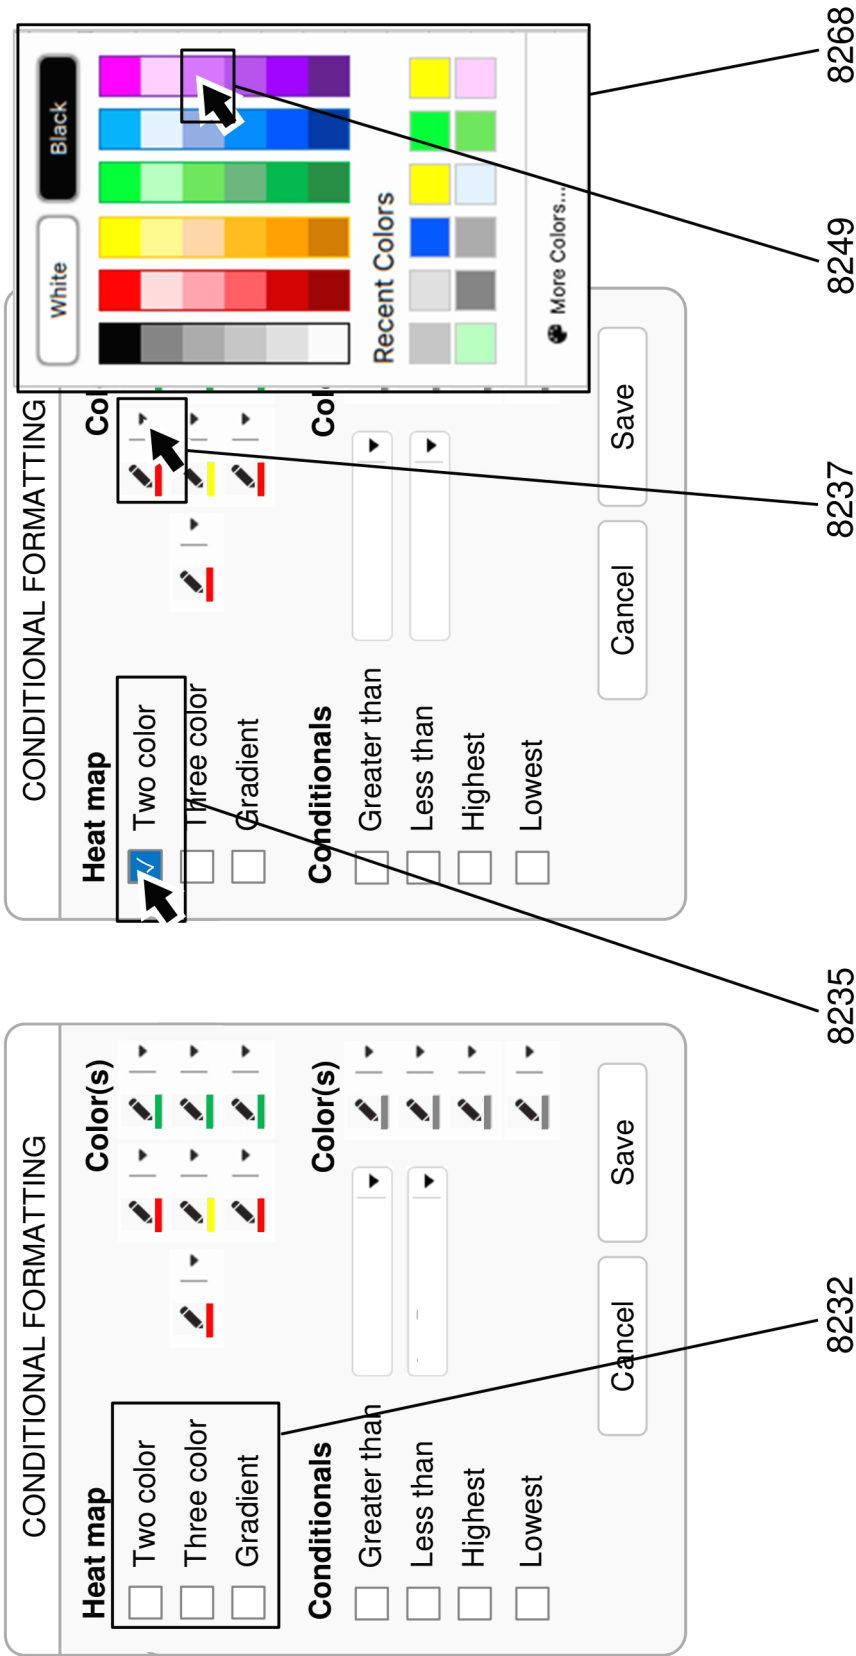 CONDITIONAL FORMATTING
Heat map
Color(s)
Two color
Three color
Gradient
Conditionals
Color(s)
Greater than
Less than
Highest
Lowest
Cancel
Save
8232
CONDITIONAL FORMATTING
Heat map
Col
Two color
Three color
Gradient
Conditionals
Col
Greater than
Less than
Highest
Lowest
Cancel
Save
White
Black
Recent Colors
More Colors...
8235
8237
8249
8268